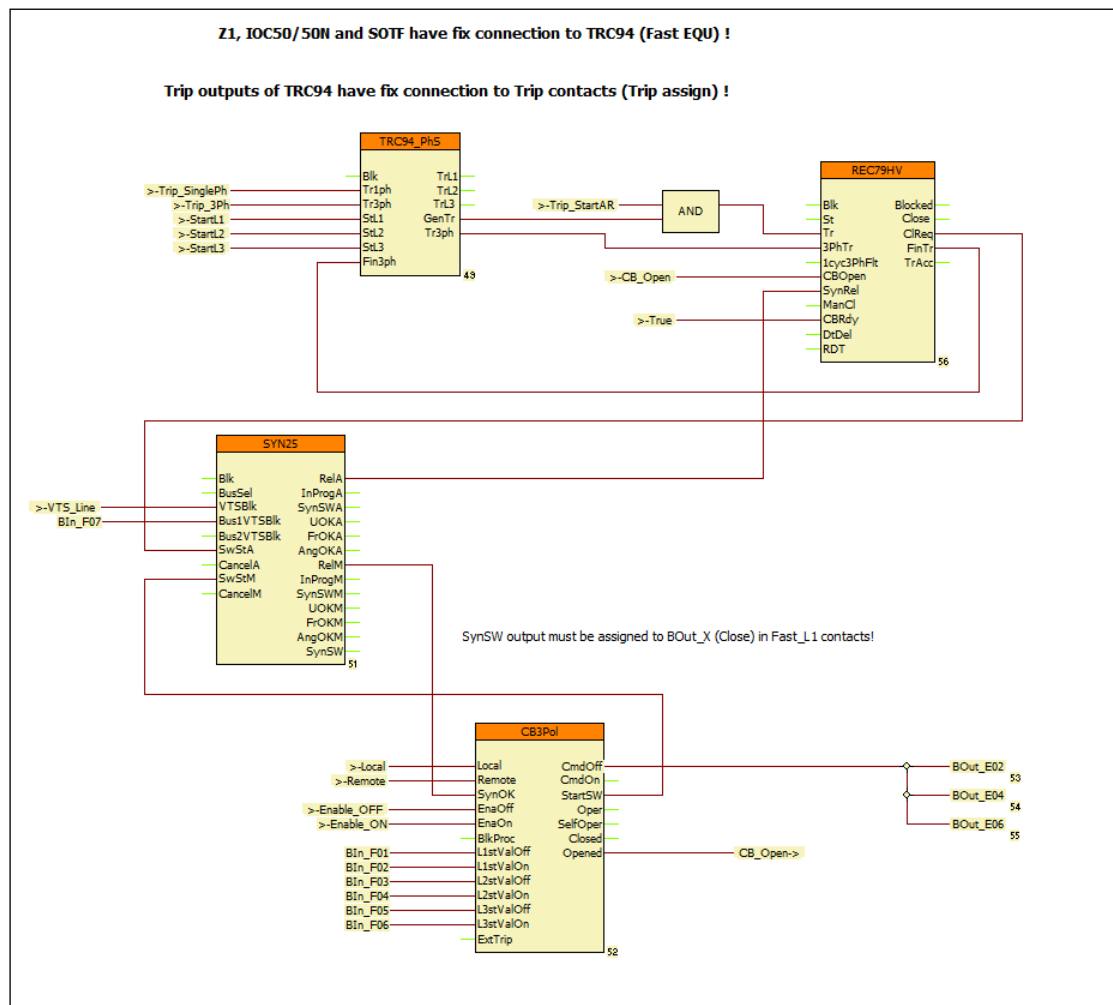 Z1, IOC50/50N and SOTF have fix connection to TRC94 (Fast EQU) !
Trip outputs of TRC94 have fix connection to Trip contacts (Trip assign) !
TRC94_PhS
Blk
Tr1ph
Tr3ph
StL1
StL2
StL3
Fin3ph
TrL1
TrL2
TrL3
GenTr
Tr3ph
49
>-Trip_SinglePh
>-Trip_3Ph
>-StartL1
>-StartL2
>-StartL3
>-Trip_StartAR
AND
>-CB_Open
>-True
REC79HV
Blk
St
Tr
3PhTr
1cyc3PhFlt
CBOpen
SynRel
ManCl
CBRdy
DtDel
RDT
Blocked
Close
ClReq
FinTr
TrAcc
56
SYN25
>-VTS_Line
BIn_F07
Blk
BusSel
VTSBlk
Bus1VTSBlk
Bus2VTSBlk
SwStA
CancelA
SwStM
CancelM
RelA
InProgA
SynSWA
UOKA
FrOKA
AngOKA
RelM
InProgM
SynSWM
UOKM
FrOKM
AngOKM
SynSW
51
SynSW output must be assigned to BOut_X (Close) in Fast_L1 contacts!
CB3Pol
>-Local
>-Remote
>-Enable_OFF
>-Enable_ON
BIn_F01
BIn_F02
BIn_F03
BIn_F04
BIn_F05
BIn_F06
Local
Remote
SynOK
EnaOff
EnaOn
BlkProc
L1stValOff
L1stValOn
L2stValOff
L2stValOn
L3stValOff
L3stValOn
ExtTrip
CmdOff
CmdOn
StartSW
Oper
SelfOper
Closed
Opened
52
CB_Open->
BOut_E02
53
BOut_E04
54
BOut_E06
55